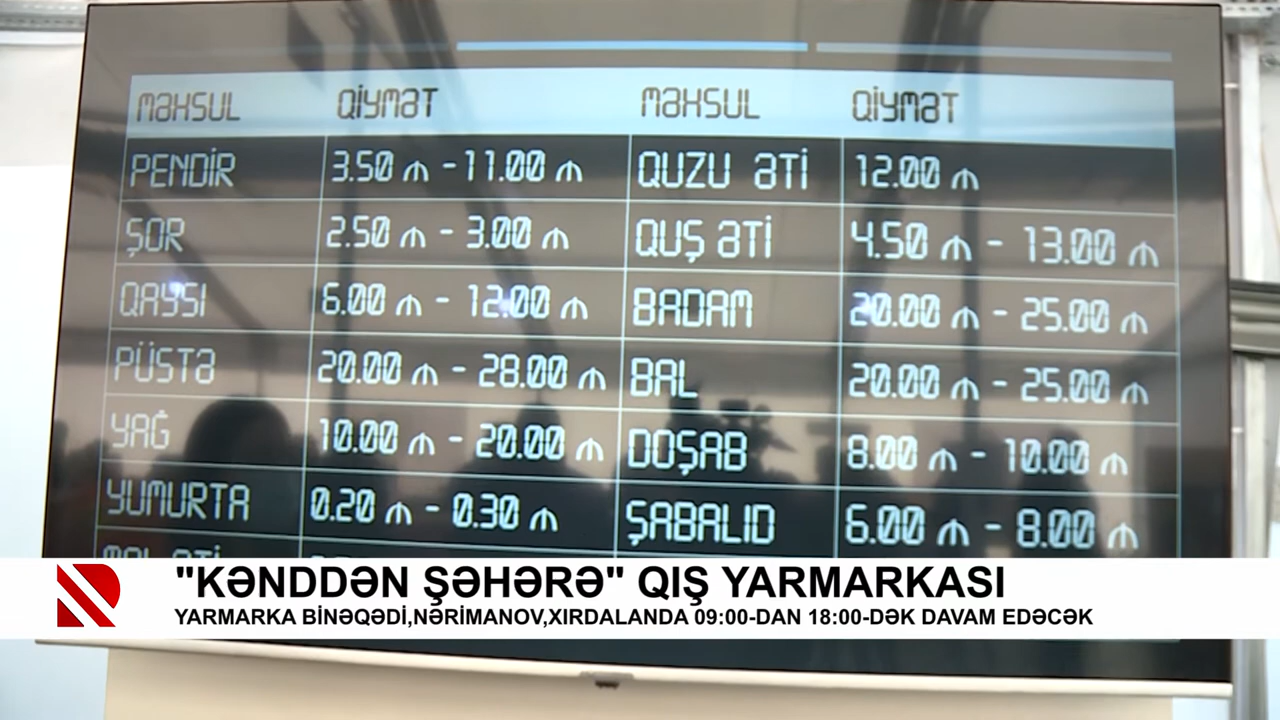 MƏHSUL QİYMƏT MƏHSUL QİYMƏT
PENDİR 3.50 ₼ - 11.00 ₼ QUZU ƏTİ 12.00 ₼
ŞOR 2.50 ₼ - 3.00 ₼ QUŞ ƏTİ 4.50 ₼ - 13.00 ₼
QAYSI 6.00 ₼ - 12.00 ₼ BADAM 20.00 ₼ - 25.00 ₼
PÜSTƏ 20.00 ₼ - 28.00 ₼ BAL 20.00 ₼ - 25.00 ₼
YAĞ 10.00 ₼ - 20.00 ₼ DOŞAB 8.00 ₼ - 10.00 ₼
YUMURTA 0.20 ₼ - 0.30 ₼ ŞABALID 6.00 ₼ - 8.00 ₼
MAL ƏTİ
"KƏNDDƏN ŞƏHƏRƏ" QIŞ YARMARKASI
YARMARKA BİNƏQƏDİ,NƏRİMANOV,XIRDALANDA 09:00-DAN 18:00-DƏK DAVAM EDƏCƏK